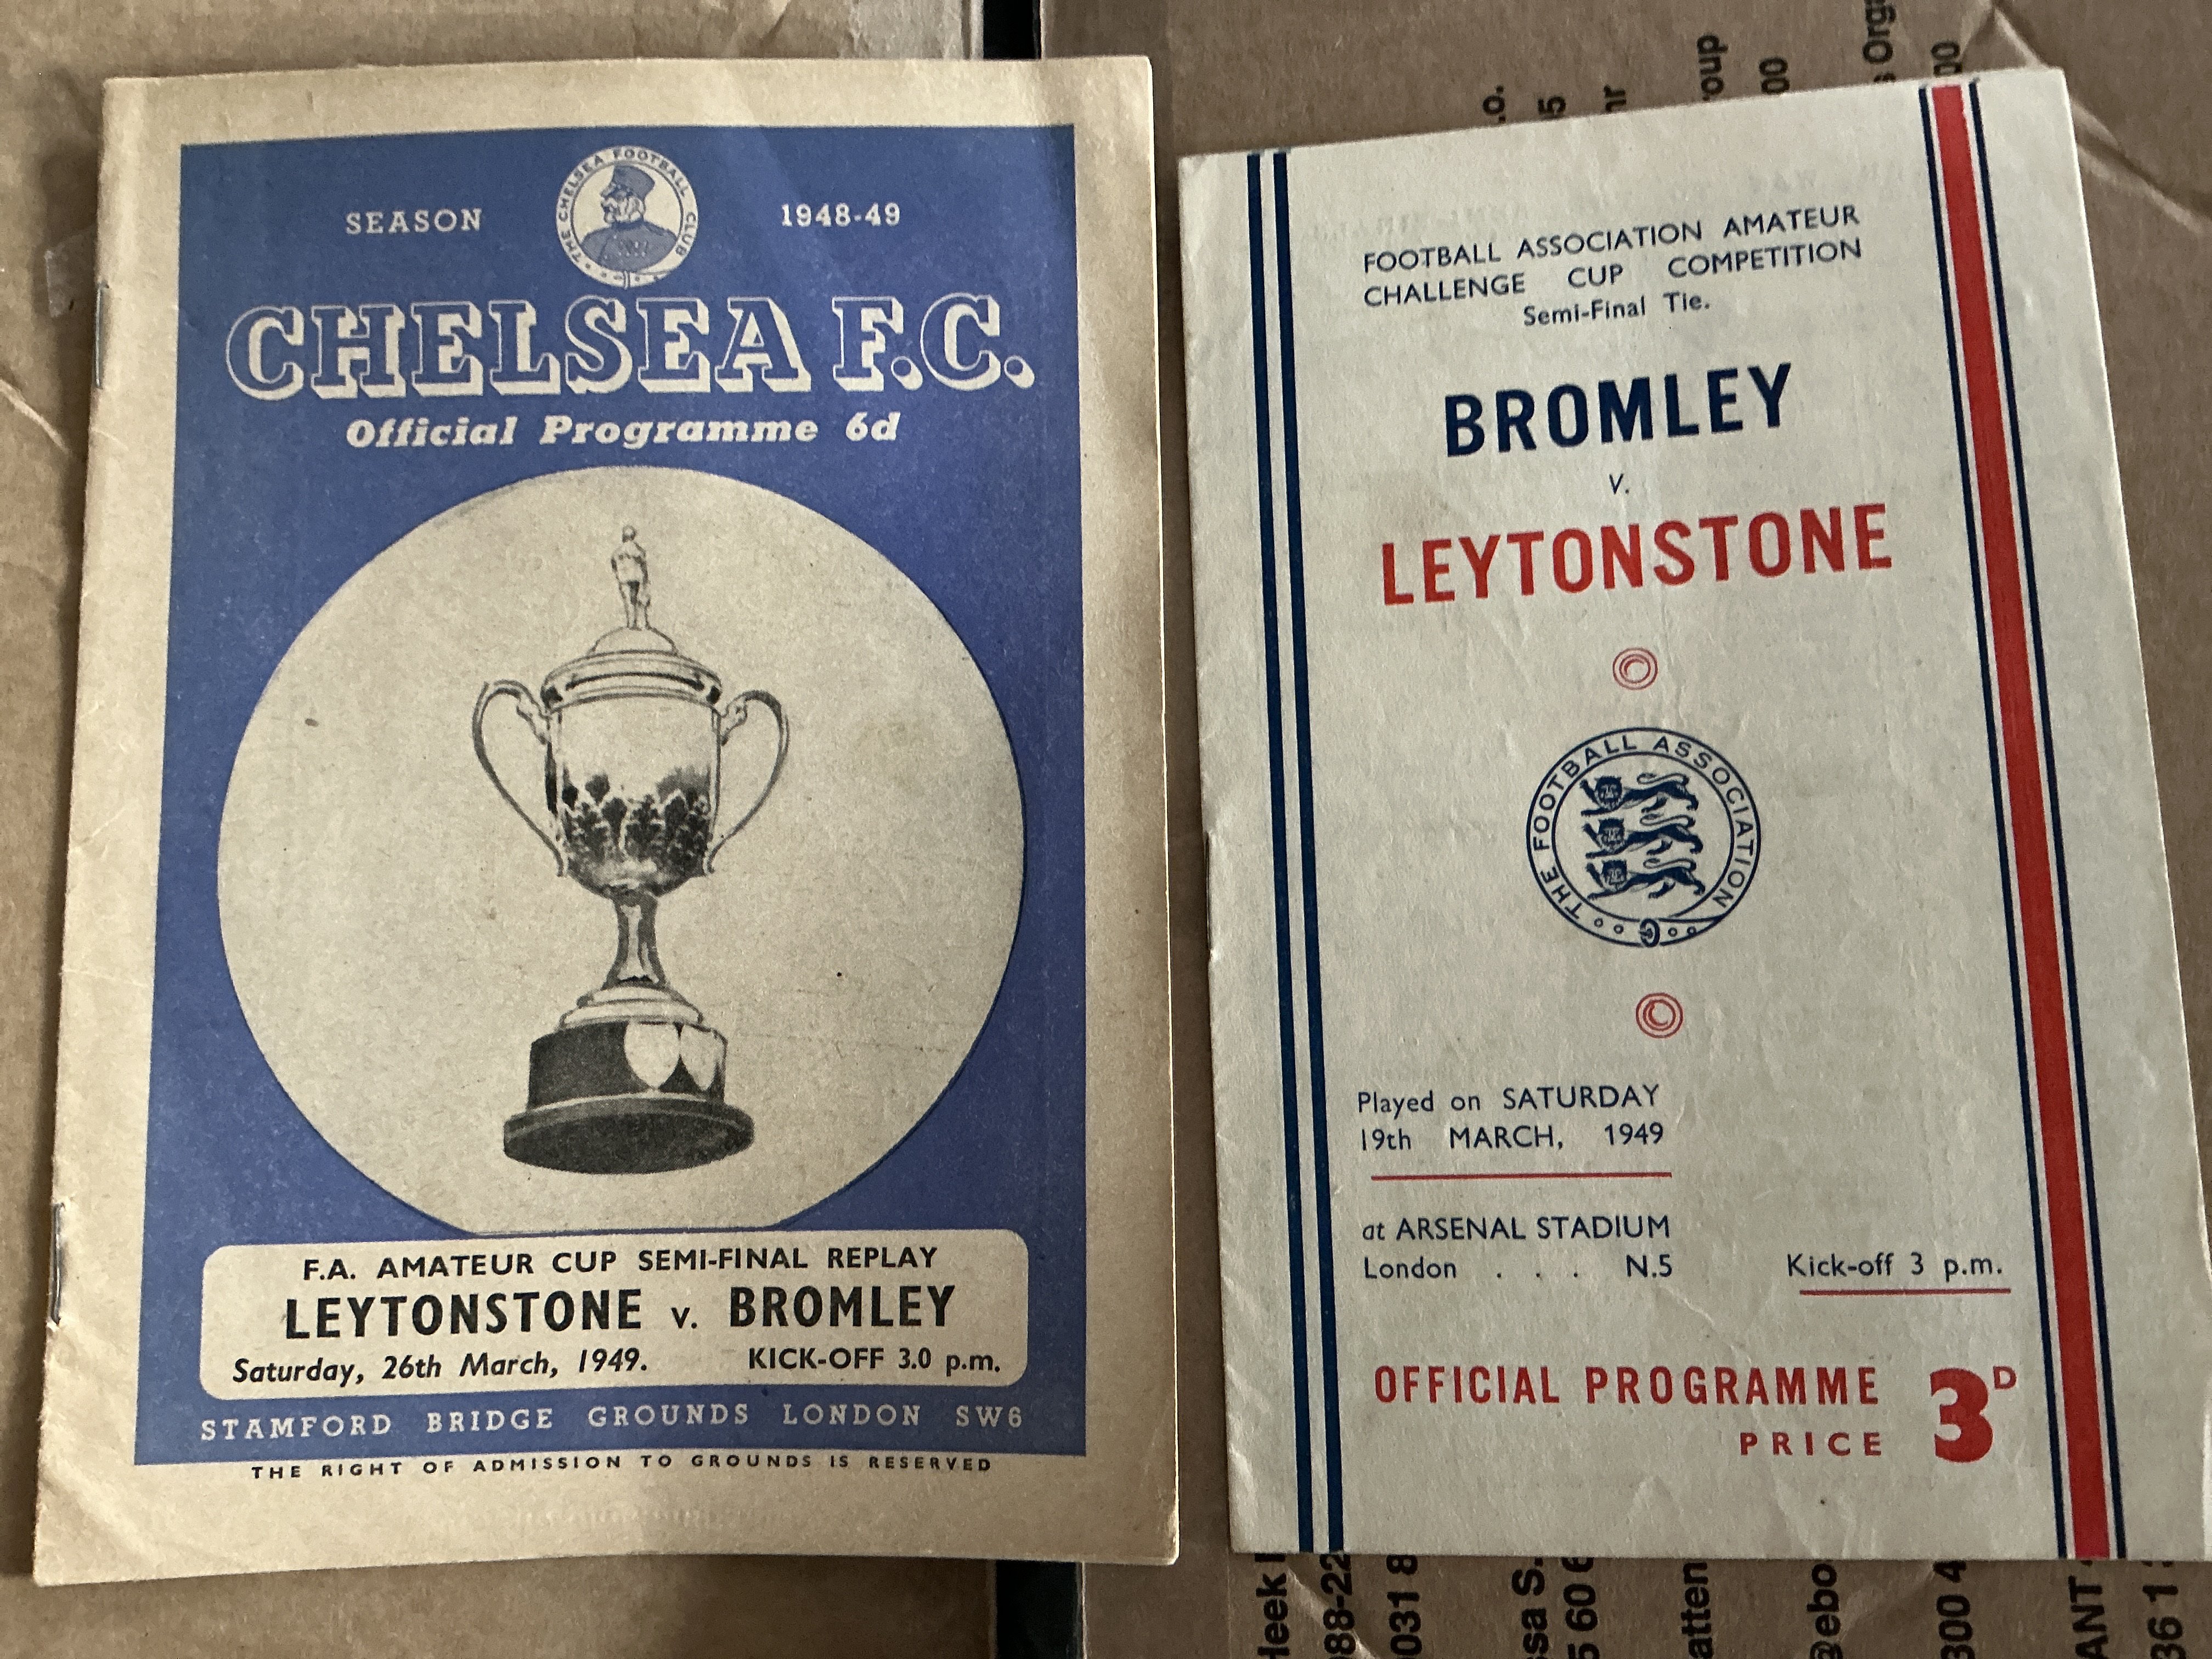 SEASON 1948-49
THE CHELSEA FOOTBALL CLUB
CHELSEA F.C.
Official Programme 6d
F.A. AMATEUR CUP SEMI-FINAL REPLAY
LEYTONSTONE v. BROMLEY
Saturday, 26th March, 1949. KICK-OFF 3.0 p.m.
STAMFORD BRIDGE GROUNDS LONDON SW6
THE RIGHT OF ADMISSION TO GROUNDS IS RESERVED
FOOTBALL ASSOCIATION AMATEUR
CHALLENGE CUP COMPETITION
Semi-Final Tie.
BROMLEY
v.
LEYTONSTONE
THE FOOTBALL ASSOCIATION
Played on SATURDAY
19th MARCH, 1949
at ARSENAL STADIUM
London . . . N.5
Kick-off 3 p.m.
OFFICIAL PROGRAMME
PRICE 3D